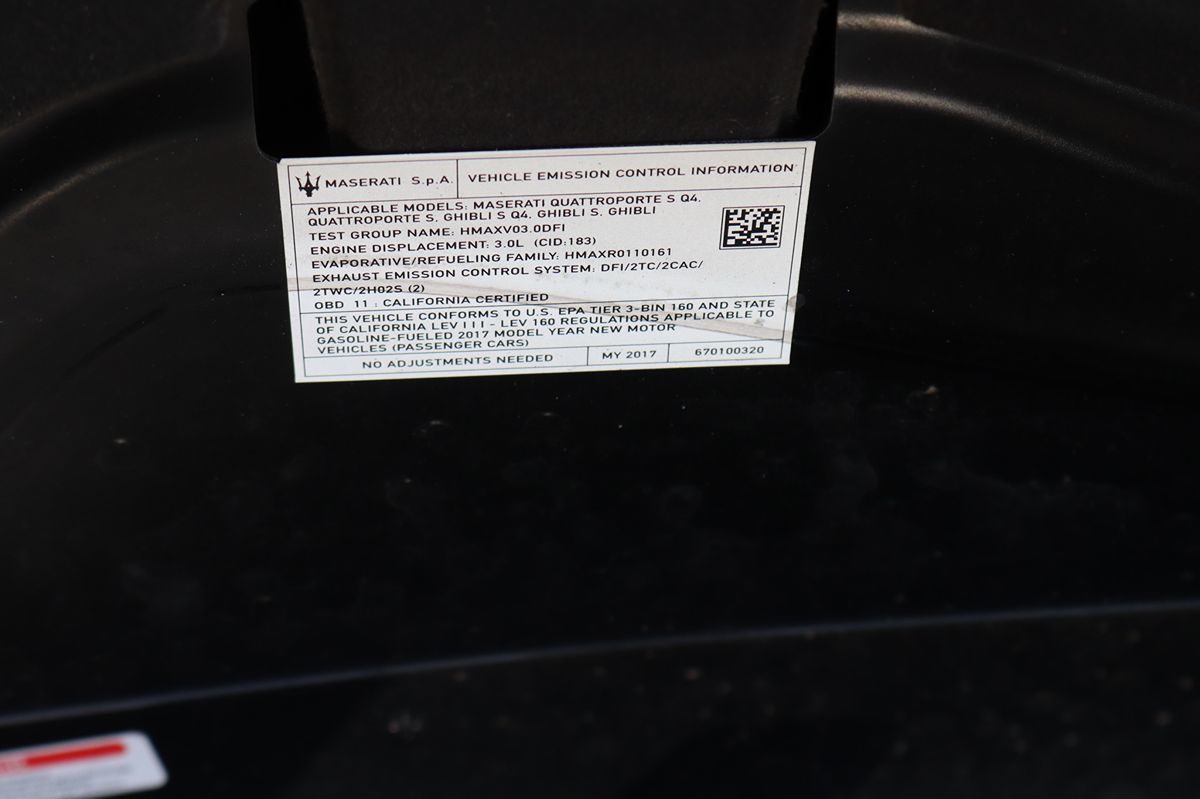 MASERATI S.p.A.
VEHICLE EMISSION CONTROL INFORMATION
APPLICABLE MODELS: MASERATI QUATTROPORTE S Q4,
QUATTROPORTE S, GHIBLI S Q4, GHIBLI S, GHIBLI
TEST GROUP NAME: HMAXV03.0DFI
ENGINE DISPLACEMENT: 3.0L (CID:183)
EVAPORATIVE/REFUELING FAMILY: HMAXR0110161
EXHAUST EMISSION CONTROL SYSTEM: DFI/2TC/2CAC/
2TWC/2HO2S (2)
OBD 11 : CALIFORNIA CERTIFIED
THIS VEHICLE CONFORMS TO U.S. EPA TIER 3-BIN 160 AND STATE
OF CALIFORNIA LEV III - LEV 160 REGULATIONS APPLICABLE TO
GASOLINE-FUELED 2017 MODEL YEAR NEW MOTOR
VEHICLES (PASSENGER CARS)
NO ADJUSTMENTS NEEDED
MY 2017
670100320